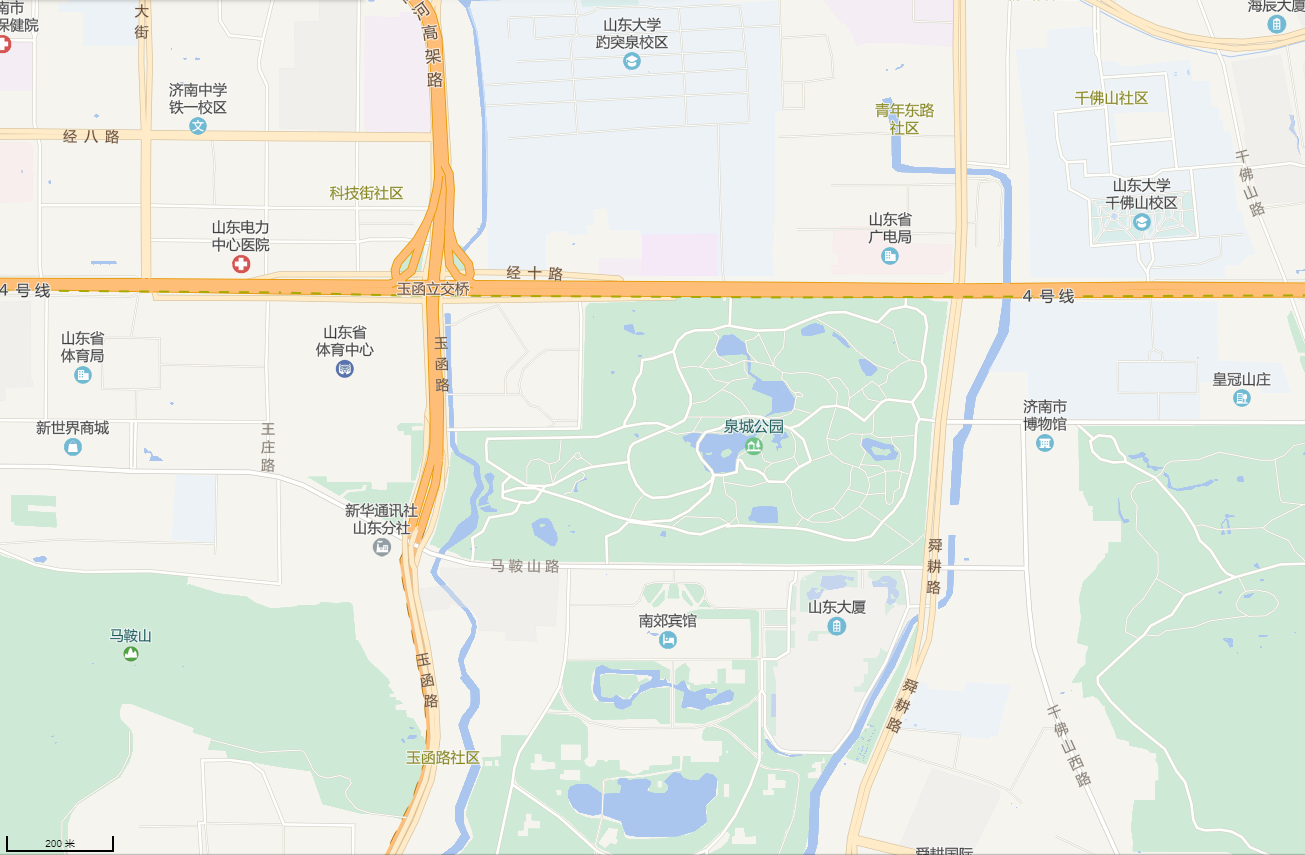 南市
保健院
大
街
河
高
架
路
山东大学
趵突泉校区
海辰大厦
济南中学
铁一校区
千佛山社区
青年东路
社区
经八路
千
佛
山
路
科技街社区
山东大学
千佛山校区
山东电力
中心医院
山东省
广电局
经十路
4号线
玉函立交桥
4号线
山东省
体育局
山东省
体育中心
玉
函
路
皇冠山庄
济南市
博物馆
新世界商城
王
庄
路
泉城公园
新华通讯社
山东分社
马鞍山路
舜
耕
路
山东大厦
南郊宾馆
马鞍山
玉
函
路
舜
耕
路
千
佛
山
西
路
玉函路社区
200 米
舜耕国际